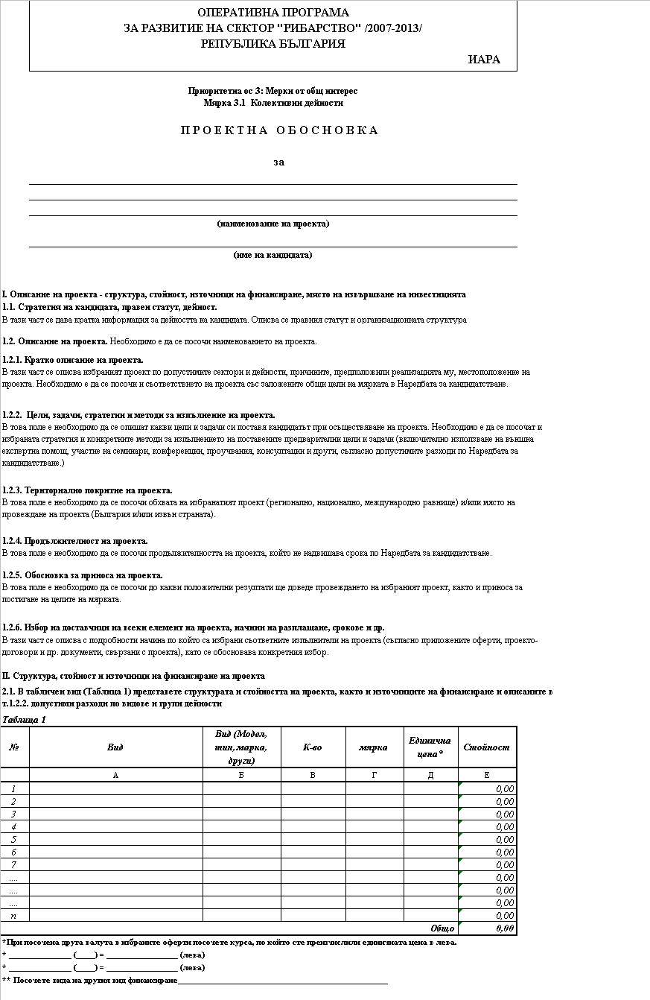 ОПЕРАТИВНА ПРОГРАМА
ЗА РАЗВИТИЕ НА СЕКТОР "РИБАРСТВО" /2007-2013/
РЕПУБЛИКА БЪЛГАРИЯ
ИАРА
Приоритетна ос 3: Мерки от общ интерес
Мярка 3.1 Колективни дейности
П Р О Е К Т Н А О Б О С Н О В К А
за
(наименование на проекта)
(име на кандидата)
I. Описание на проекта - структура, стойност, източници на финансиране, място на извършване на инвестицията
1.1. Стратегия на кандидата, правен статут, дейност.
В тази част се дава кратка информация за дейността на кандидата. Описва се правния статут и организационната структура
1.2. Описание на проекта. Необходимо е да се посочи наименованието на проекта.
1.2.1. Кратко описание на проекта.
В тази част се описва избраният проект по допустимите сектори и дейности, причините, предположили реализацията му, местоположение на
проекта. Необходимо е да се посочи и съответствието на проекта със заложените общи цели на мярката в Наредбата за кандидатстване.
1.2.2. Цели, задачи, стратегии и методи за изпълнение на проекта.
В това поле е необходимо да се опишат какви цели и задачи си поставя кандидатът при осъществяване на проекта. Необходимо е да се посочат и
избраната стратегия и конкретните методи за изпълнението на поставените предварителни цели и задачи (включително използване на външна
експертна помощ, участие на семинари, конференции, проучвания, консултации и други, съгласно допустимите разходи по Наредбата за
кандидатстване.)
1.2.3. Териториално покритие на проекта.
В това поле е необходимо да се посочи обхвата на избранатият проект (регионално, национално, международно равнище) и/или място на
провеждане на проекта (България и/или извън страната).
1.2.4. Продължителност на проекта.
В това поле е необходимо да се посочи продължителността на проекта, който не надвишава срока по Наредбата за кандидатстване.
1.2.5. Обосновка за приноса на проекта.
В това поле е необходимо да се посочи до какви положителни резултати ще доведе провеждането на избраният проект, както и приноса за
постигане на целите на мярката.
1.2.6. Избор на доставчици на всеки елемент на проекта, начини на разплащане, срокове и др.
В тази част се описва с подробности начина по който са избрани съответните изпълнители на проекта (съгласно приложените оферти, проекто-
договори и др. документи, свързани с проекта), като се обосновава конкретния избор.
II. Структура, стойност и източници на финансиране на проекта
2.1. В табличен вид (Таблица 1) представете структурата и стойността на проекта, както и източниците на финансиране и описаните в
т.1.2.2. допустими разходи по видове и групи дейности
Таблица 1
№ Вид Вид (Модел, тип, марка, други) К-во мярка Единична цена* Стойност
А Б В Г Д Е
1 0,00
2 0,00
3 0,00
4 0,00
5 0,00
6 0,00
7 0,00
.... 0,00
.... 0,00
.... 0,00
n 0,00
Общо 0,00
*При посочена друга валута в избраните оферти посочете курса, по който сте преизчислили единичната цена в лева.
* ______________ (____) = ________________ (лева)
* ______________ (____) = ________________ (лева)
** Посочете вида на другия вид финансиране_______________________________________________